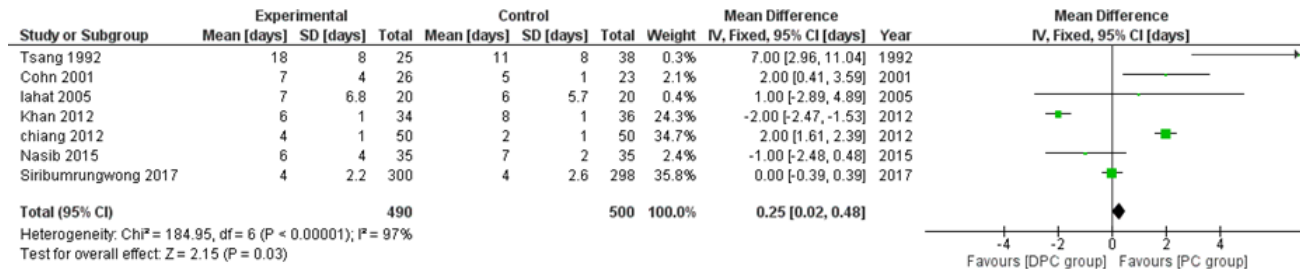 Experimental Control Mean Difference Mean Difference
Study or Subgroup Mean [days] SD [days] Total Mean [days] SD [days] Total Weight IV, Fixed, 95% CI [days] Year IV, Fixed, 95% CI [days]
Tsang 1992 18 8 25 11 8 38 0.3% 7.00 [2.96, 11.04] 1992
Cohn 2001 7 4 26 5 1 23 2.1% 2.00 [0.41, 3.59] 2001
lahat 2005 7 6.8 20 6 5.7 20 0.4% 1.00 [-2.89, 4.89] 2005
Khan 2012 6 1 34 8 1 36 24.3% -2.00 [-2.47, -1.53] 2012
chiang 2012 4 1 50 2 1 50 34.7% 2.00 [1.61, 2.39] 2012
Nasib 2015 6 4 35 7 2 35 2.4% -1.00 [-2.48, 0.48] 2015
Siribumrungwong 2017 4 2.2 300 4 2.6 298 35.8% 0.00 [-0.39, 0.39] 2017
Total (95% CI) 490 500 100.0% 0.25 [0.02, 0.48]
Heterogeneity: Chi² = 184.95, df = 6 (P < 0.00001); I² = 97%
Test for overall effect: Z = 2.15 (P = 0.03)
-4 -2 0 2 4
Favours [DPC group] Favours [PC group]